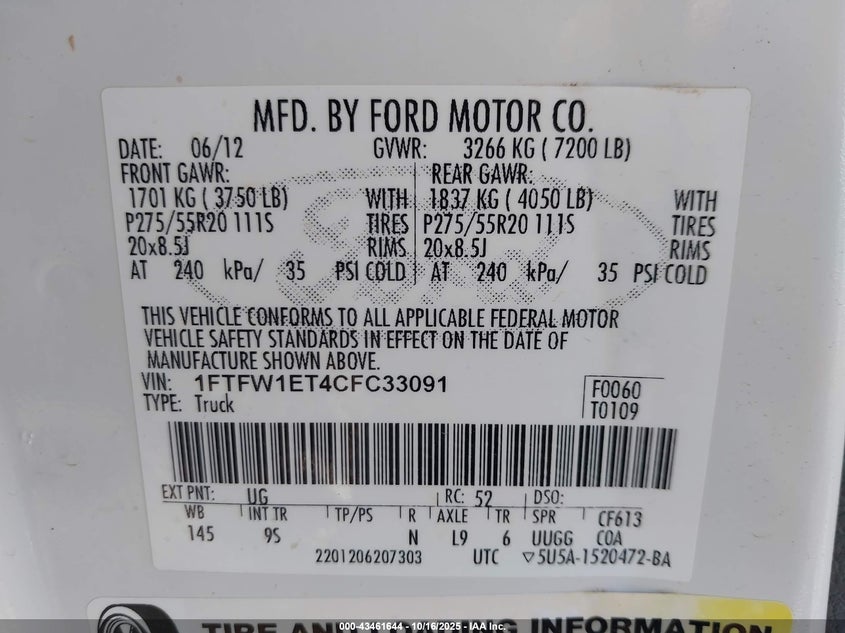 MFD. BY FORD MOTOR CO.
DATE: 06/12 GVWR: 3266 KG ( 7200 LB)
FRONT GAWR: REAR GAWR:
1701 KG ( 3750 LB) WITH 1837 KG ( 4050 LB) WITH
P275/55R20 111S TIRES P275/55R20 111S TIRES
20x8.5J RIMS 20x8.5J RIMS
AT 240 kPa/ 35 PSI COLD AT 240 kPa/ 35 PSI COLD
THIS VEHICLE CONFORMS TO ALL APPLICABLE FEDERAL MOTOR
VEHICLE SAFETY STANDARDS IN EFFECT ON THE DATE OF
MANUFACTURE SHOWN ABOVE.
VIN: 1FTFW1ET4CFC33091 F0060
TYPE: Truck T0109
EXT PNT: UG RC: 52 DSO:
WB INT TR TP/PS R AXLE TR SPR CF613
145 9S N L9 6 UUGG COA
2201206207303 UTC ▽5U5A-1520472-BA
TIRE AND LOADING INFORMATION
000-43461644 - 10/16/2025 - IAA Inc.